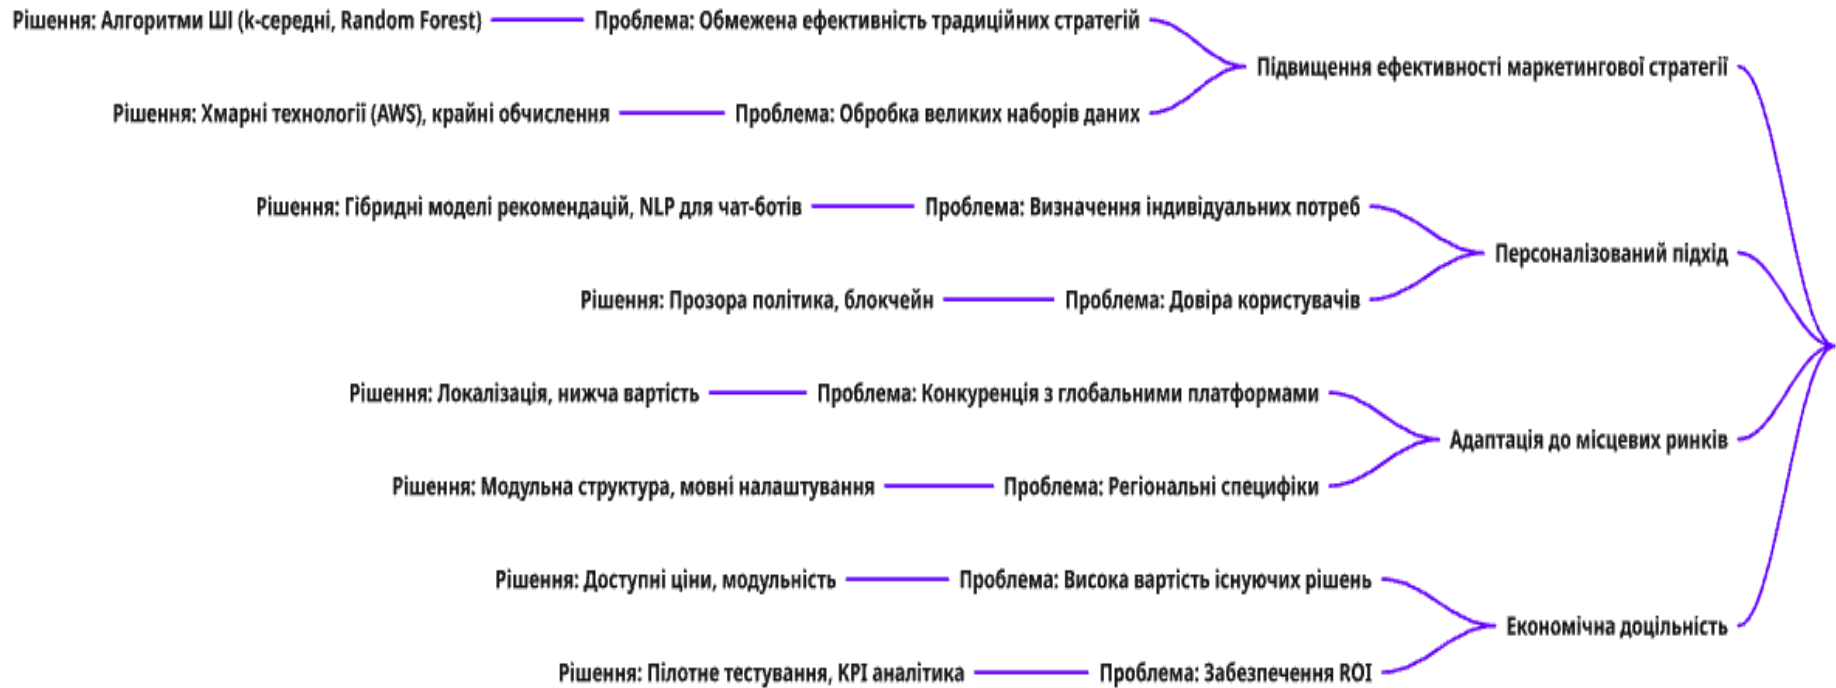 Рішення: Алгоритми ШІ (k-середні, Random Forest)
Проблема: Обмежена ефективність традиційних стратегій
Підвищення ефективності маркетингової стратегії
Рішення: Хмарні технології (AWS), крайні обчислення
Проблема: Обробка великих наборів даних
Рішення: Гібридні моделі рекомендацій, NLP для чат-ботів
Проблема: Визначення індивідуальних потреб
Персоналізований підхід
Рішення: Прозора політика, блокчейн
Проблема: Довіра користувачів
Рішення: Локалізація, нижча вартість
Проблема: Конкуренція з глобальними платформами
Адаптація до місцевих ринків
Рішення: Модульна структура, мовні налаштування
Проблема: Регіональні специфіки
Рішення: Доступні ціни, модульність
Проблема: Висока вартість існуючих рішень
Економічна доцільність
Рішення: Пілотне тестування, KPI аналітика
Проблема: Забезпечення ROI